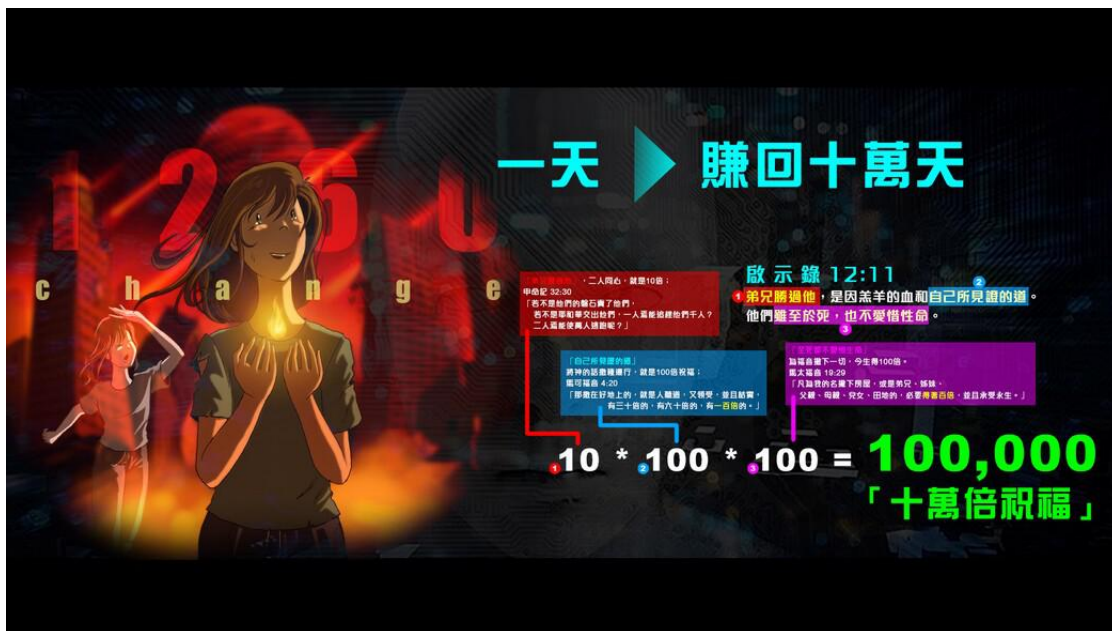 1260
change
一天 賺回十萬天
，二人同心，就是10倍；
申命記 32:30
「若不是他們的磐石賣了他們，
若不是耶和華交出他們，一人焉能追趕他們千人？
二人焉能使萬人逃跑呢？」
啟示錄 12:11
2
1 弟兄勝過他，是因羔羊的血和自己所見證的道。
他們雖至於死，也不愛惜性命。
3
「自己所見證的道」
將神的話撒種運行，就是100倍祝福；
馬可福音 4:20
「那撒在好地上的，就是人聽道，又領受，並且結實，
有三十倍的，有六十倍的，有一百倍的。」
為福音撇下一切，今生得100倍。
馬太福音 19:29
「凡為我的名撇下房屋，或是弟兄、姊妹、
父親、母親、兒女、田地的，必要得著百倍，並且承受永生。」
1 10 * 2 100 * 3 100 = 100,000
「十萬倍祝福」